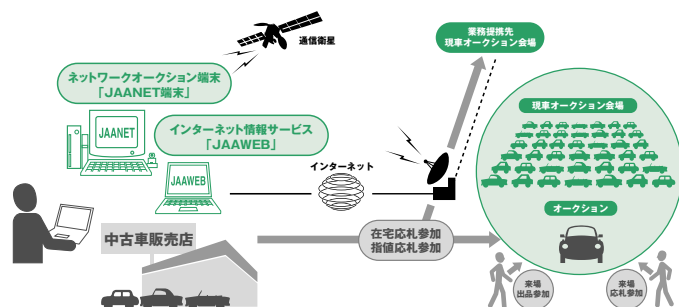 通信衛星
業務提携先
現車オークション会場
ネットワークオークション端末
「JAANET端末」
現車オークション会場
JAANET
インターネット情報サービス
「JAAWEB」
インターネット
JAAWEB
オークション
中古車販売店
在宅応札参加
指値応札参加
来場
出品参加
来場
応札参加